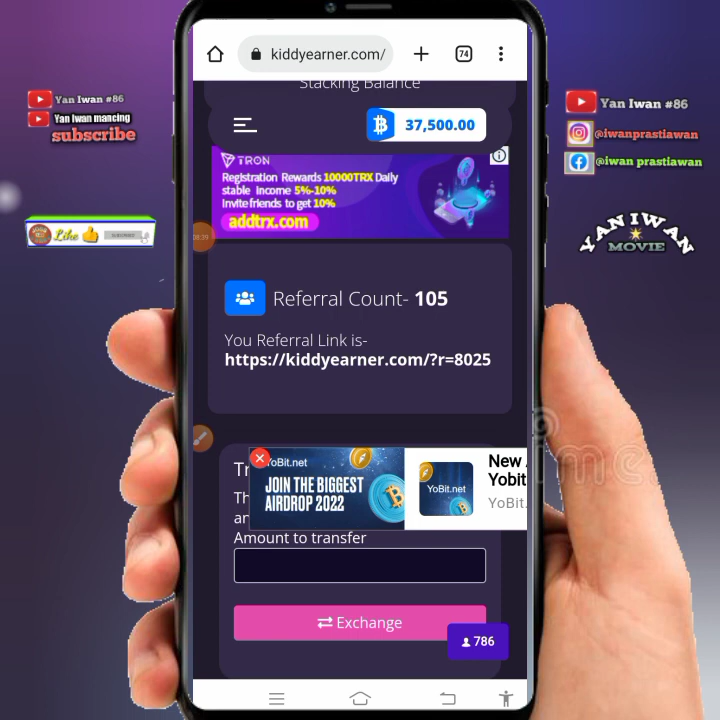 kiddyearner.com/
74
Stacking Balance
37,500.00
TRON
Registration Rewards 10000TRX Daily
stable Income 5%-10%
Invite friends to get 10%
addtrx.com
Referral Count- 105
You Referral Link is-
https://kiddyearner.com/?r=8025
YoBit.net
JOIN THE BIGGEST
AIRDROP 2022
YoBit.net
New
Yobit
YoBit.
Amount to transfer
Exchange
786
Yan Iwan #86
Yan Iwan mancing
subscribe
Like
Yan Iwan #86
@iwanprastiawan
@iwan prastiawan
YAN IWAN
MOVIE